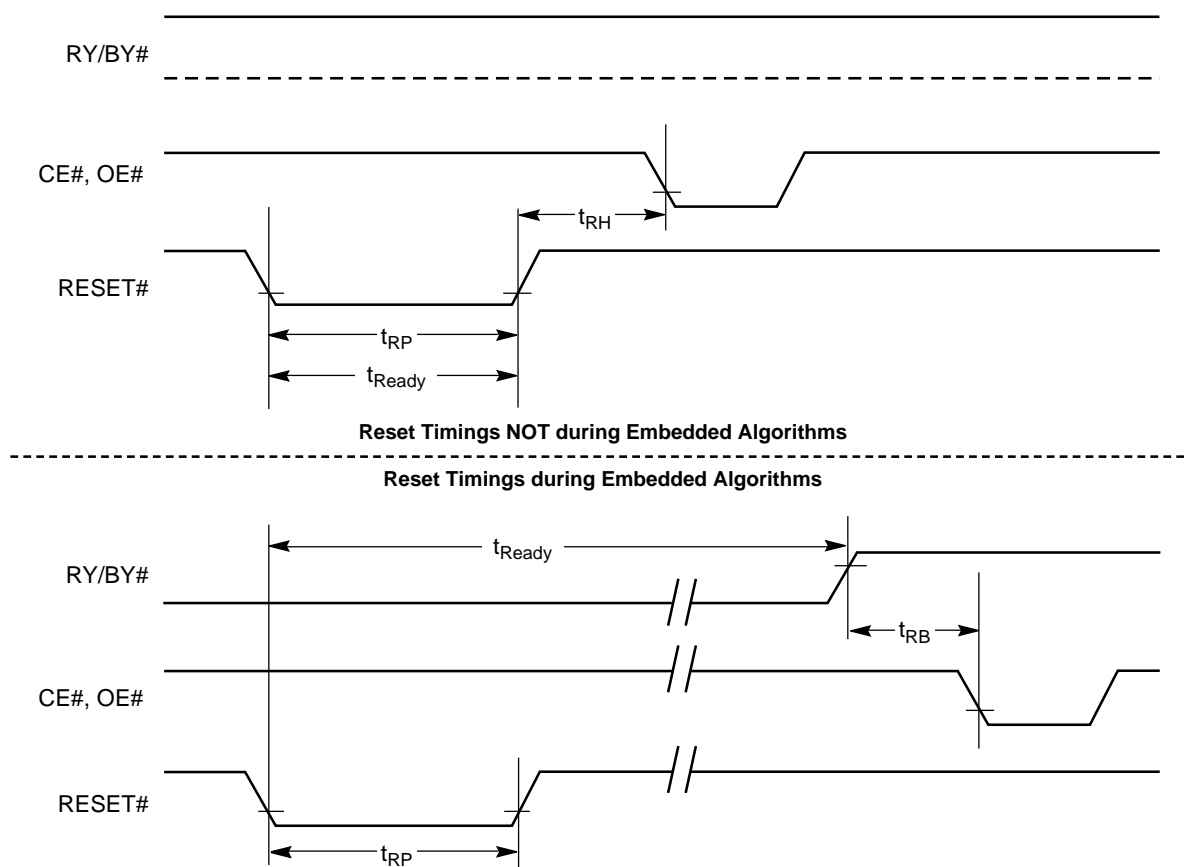 RY/BY#
CE#, OE#
tRH
RESET#
tRP
tReady
Reset Timings NOT during Embedded Algorithms
Reset Timings during Embedded Algorithms
tReady
RY/BY#
tRB
CE#, OE#
RESET#
tRP